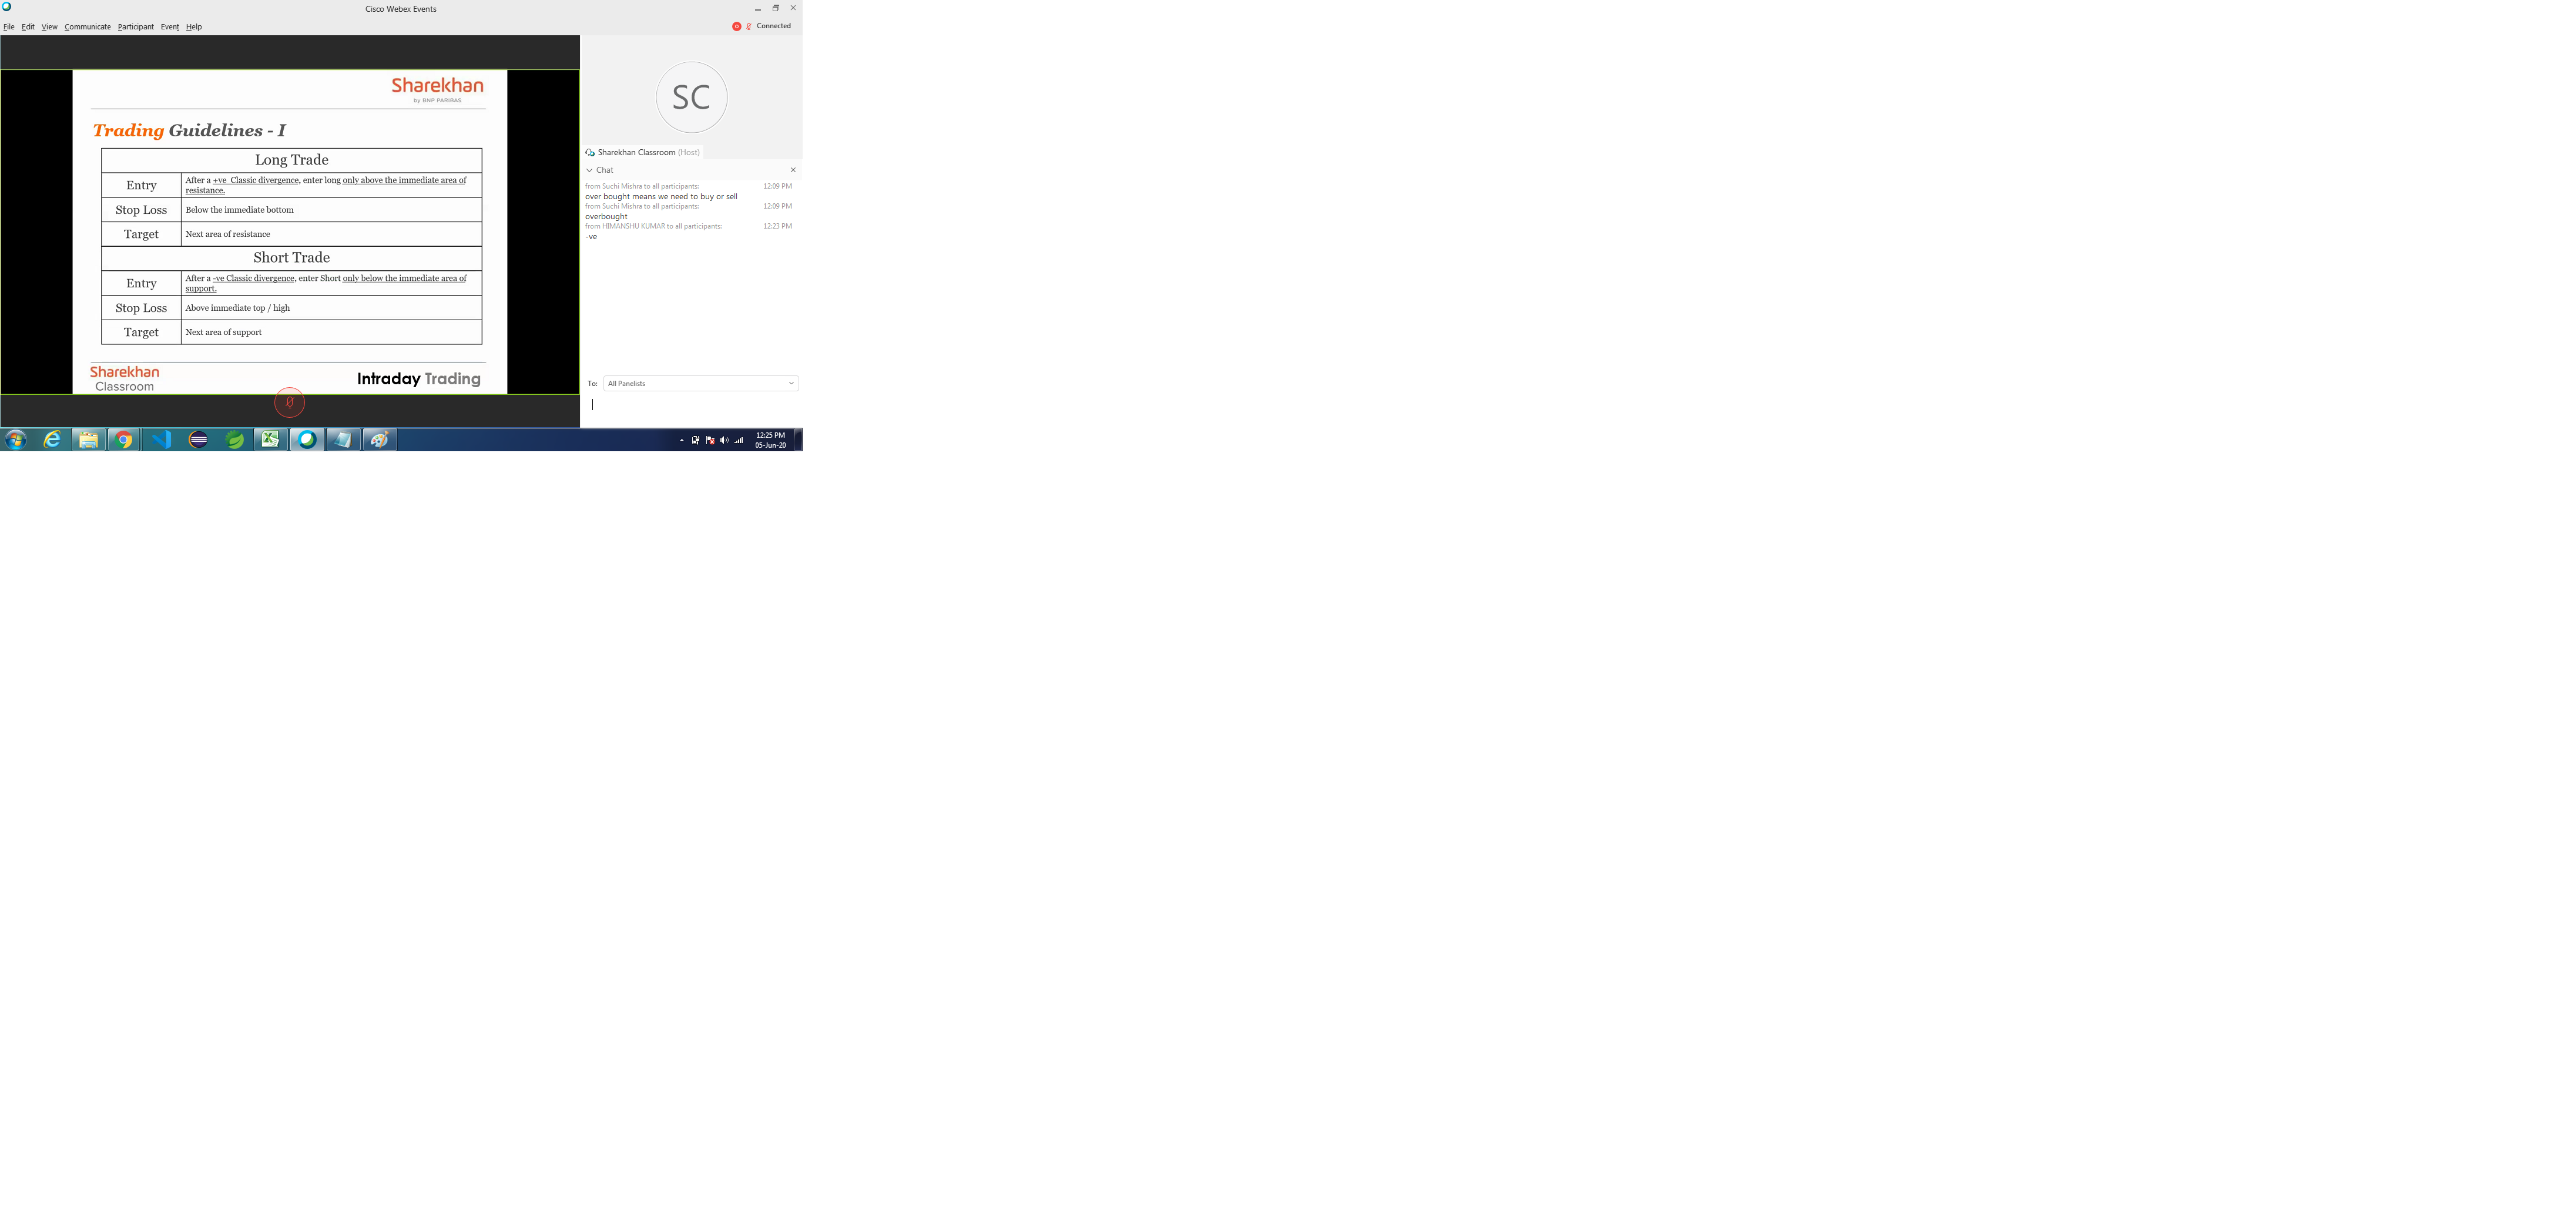 Cisco Webex Events
File Edit View Communicate Participant Event Help
Connected
Sharekhan
by BNP PARIBAS
Trading Guidelines - I
Long Trade
Entry
After a +ve Classic divergence, enter long only above the immediate area of
resistance.
Stop Loss
Below the immediate bottom
Target
Next area of resistance
Short Trade
Entry
After a -ve Classic divergence, enter Short only below the immediate area of
support.
Stop Loss
Above immediate top / high
Target
Next area of support
Sharekhan
Classroom
Intraday Trading
SC
Sharekhan Classroom (Host)
Chat
from Suchi Mishra to all participants: 12:09 PM
over bought means we need to buy or sell
from Suchi Mishra to all participants: 12:09 PM
overbought
from HIMANSHU KUMAR to all participants: 12:23 PM
-ve
To: All Panelists
12:25 PM
05-Jun-20